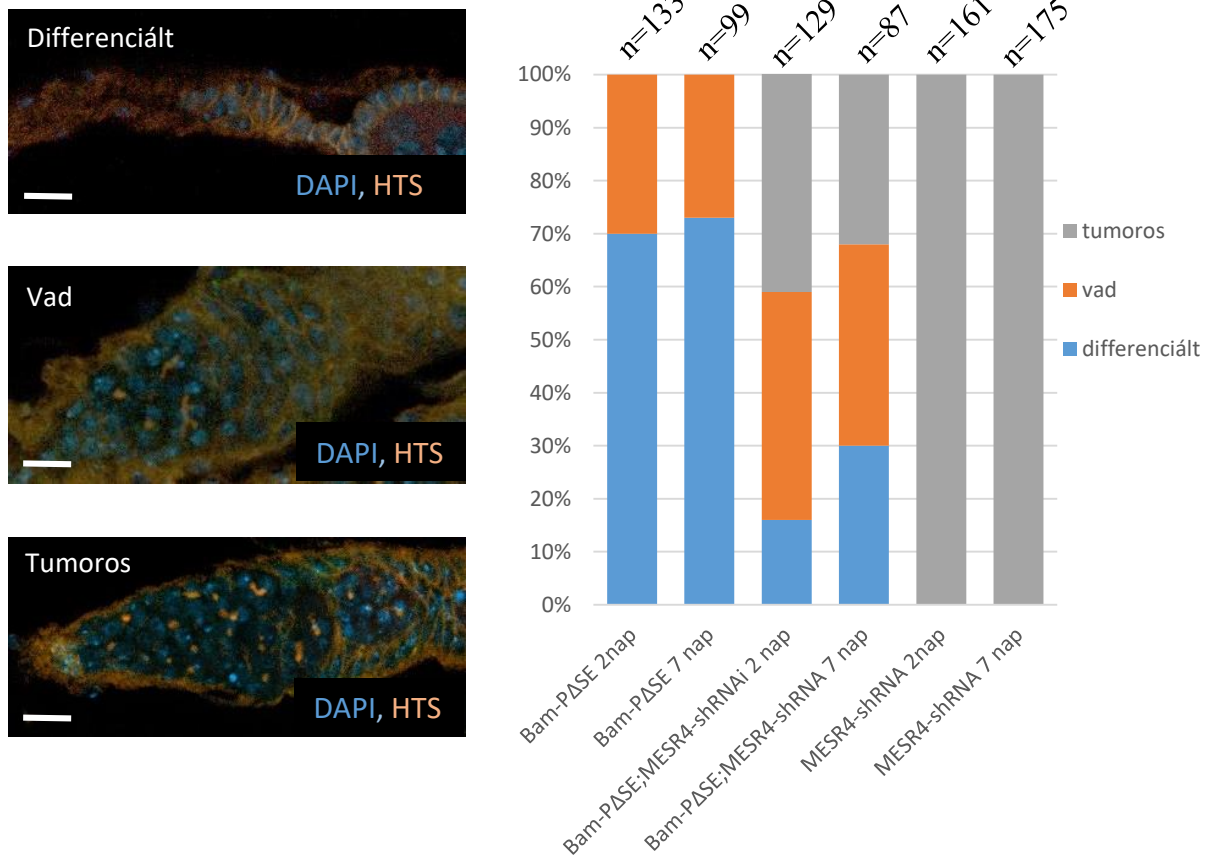 Differenciált
DAPI, HTS
Vad
DAPI, HTS
Tumoros
DAPI, HTS
n=133
n=99
n=129
n=87
n=161
n=175
100%
90%
80%
70%
60%
50%
40%
30%
20%
10%
0%
tumoros
vad
differenciált
Bam-PΔSE 2nap
Bam-PΔSE 7 nap
Bam-PΔSE;MESR4-shRNAi 2 nap
Bam-PΔSE;MESR4-shRNA 7 nap
MESR4-shRNA 2nap
MESR4-shRNA 7 nap